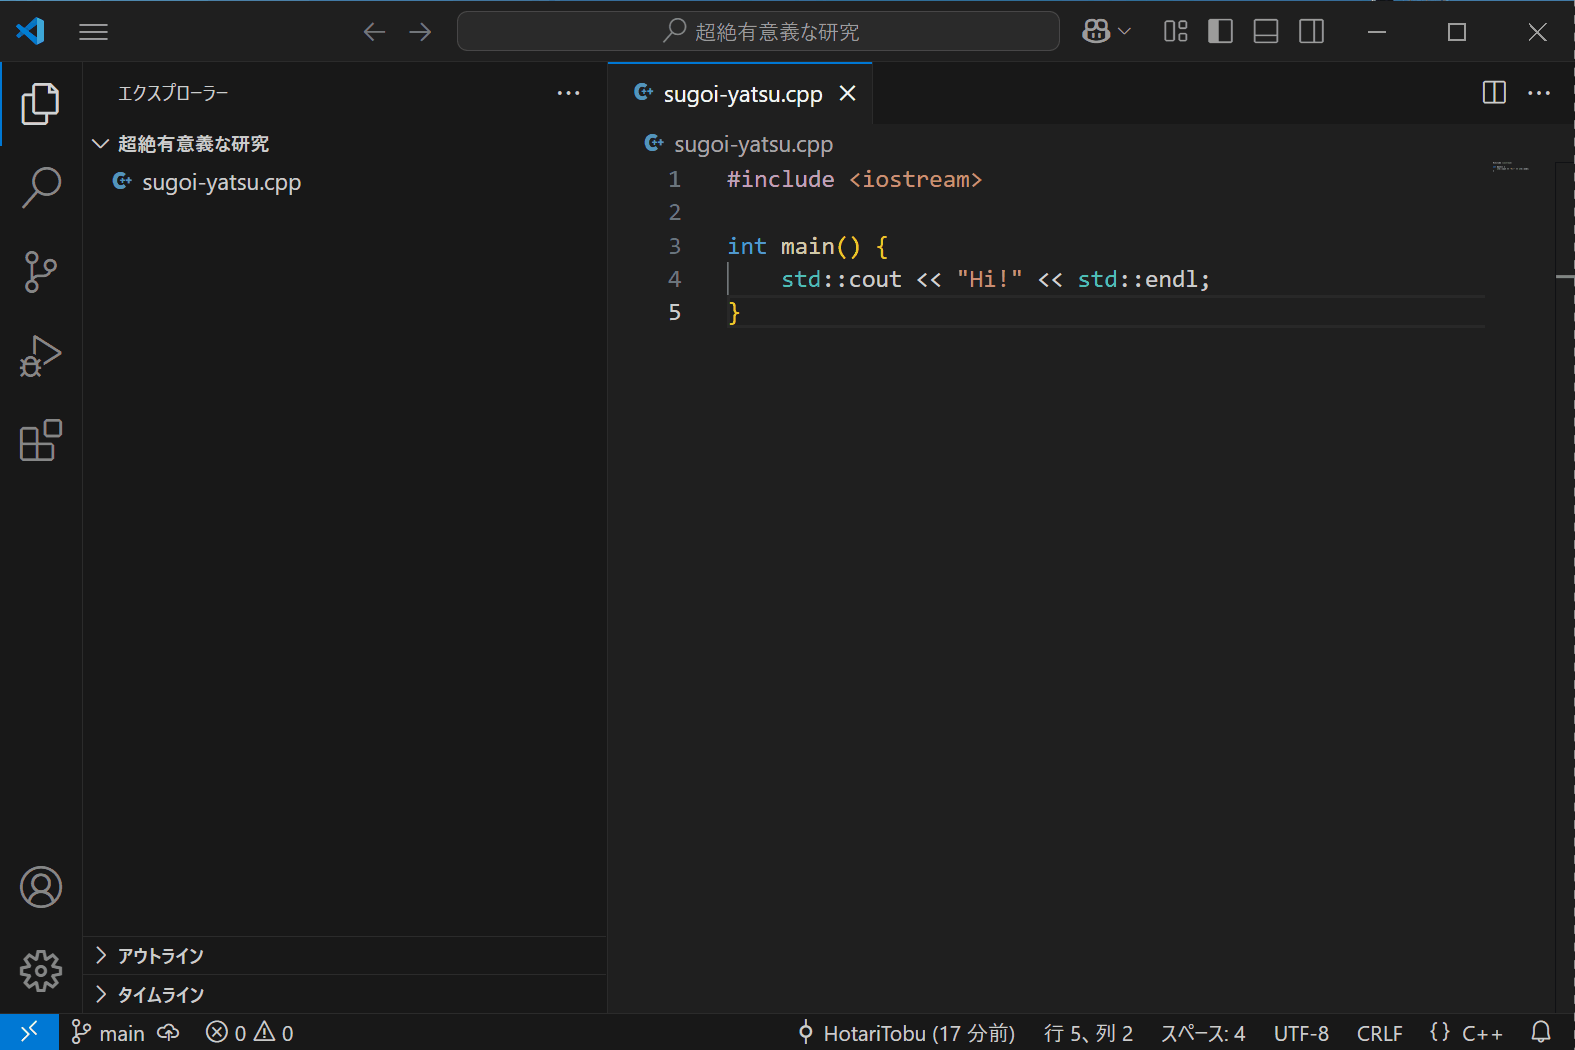 超絶有意義な研究
エクスプローラー
超絶有意義な研究
sugoi-yatsu.cpp
アウトライン
タイムライン
sugoi-yatsu.cpp
sugoi-yatsu.cpp
1 #include <iostream>
2
3 int main() {
4     std::cout << "Hi!" << std::endl;
5 }
main 0 0 HotariTobu (17 分前) 行 5、列 2 スペース: 4 UTF-8 CRLF {} C++